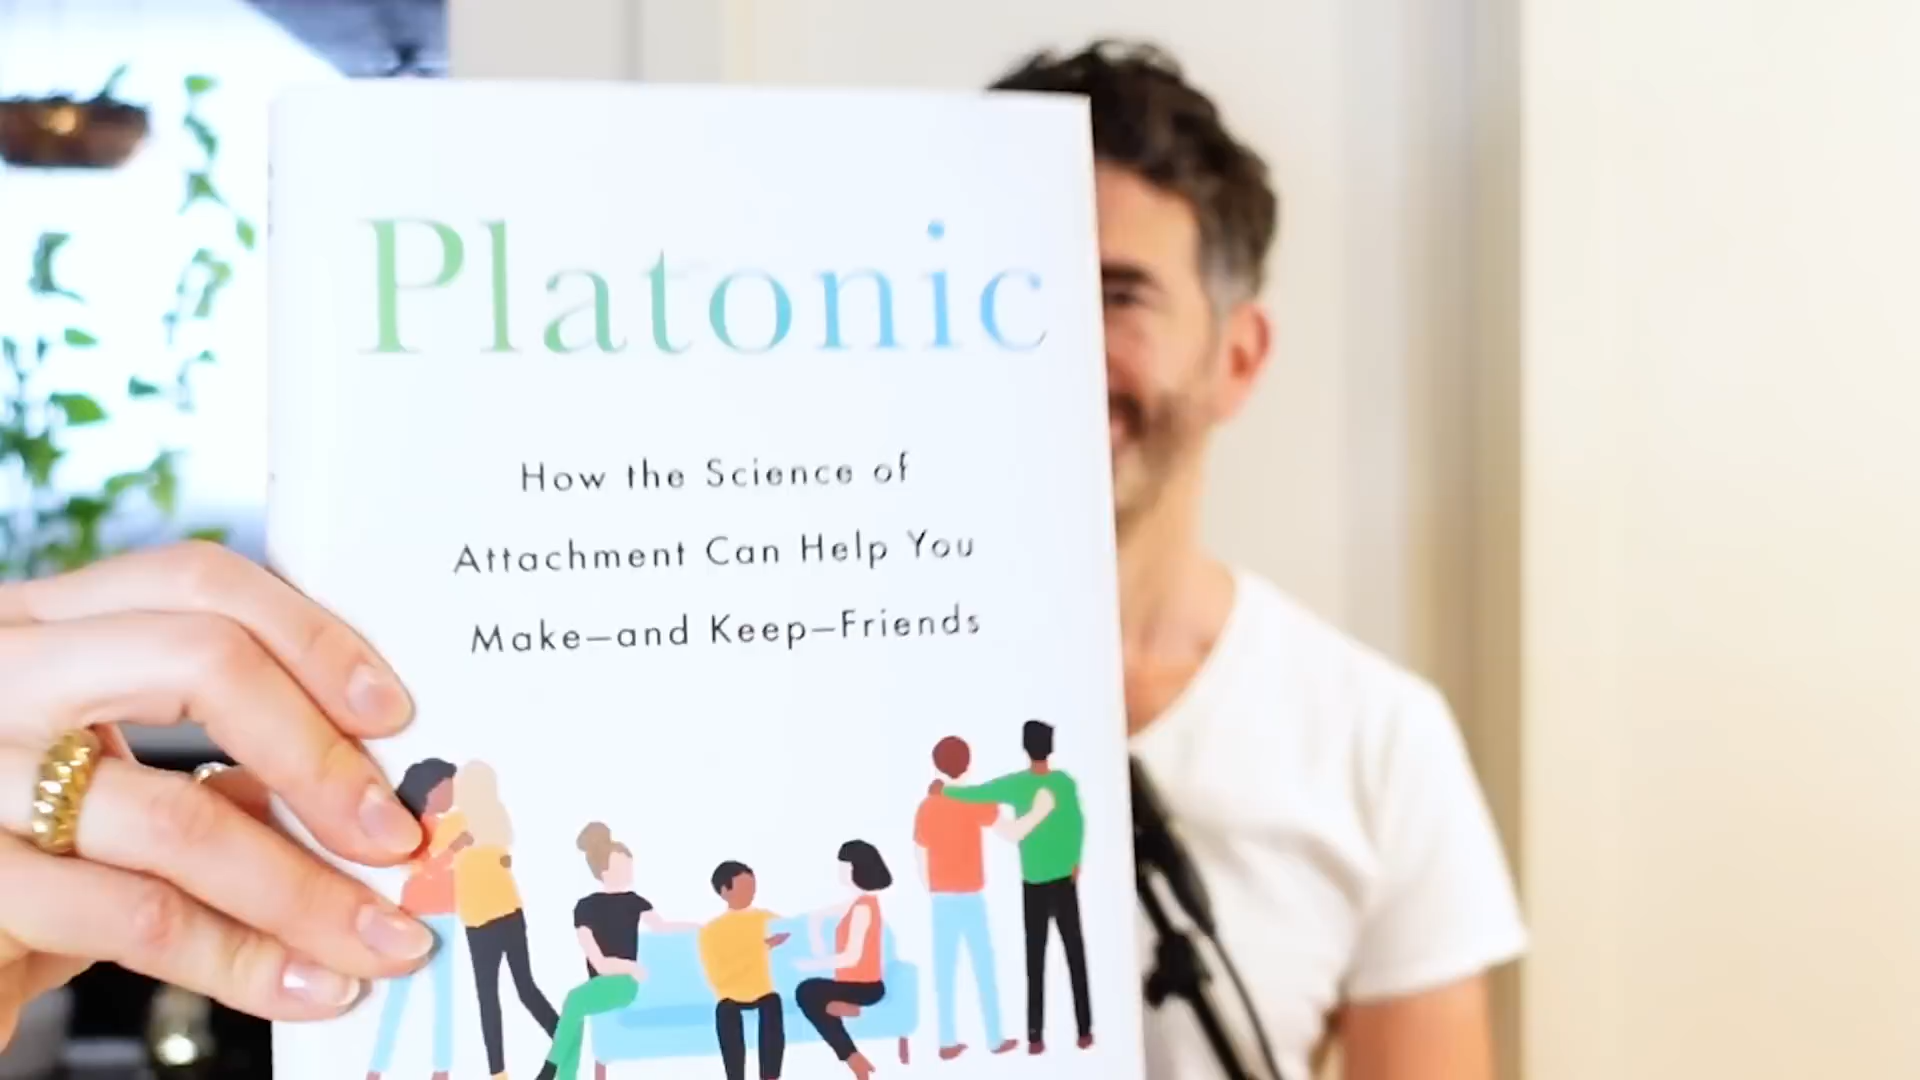 Platonic
How the Science of
Attachment Can Help You
Make—and Keep—Friends